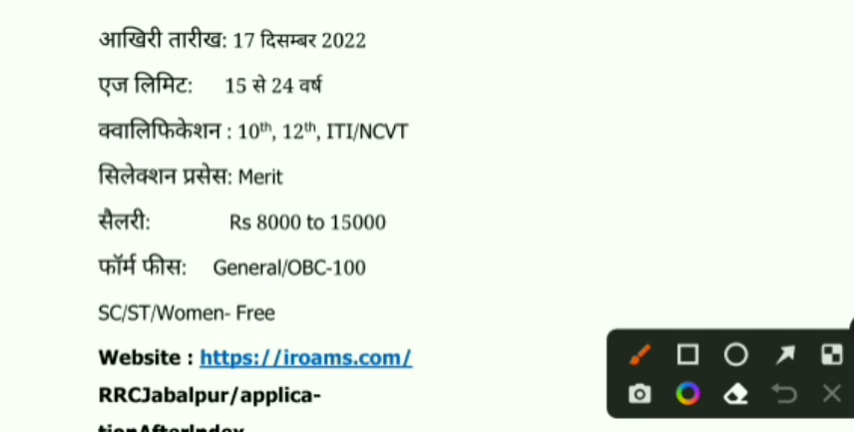 आखिरी तारीख: 17 दिसम्बर 2022
एज लिमिट: 15 से 24 वर्ष
क्वालिफिकेशन : 10th, 12th, ITI/NCVT
सिलेक्शन प्रसेस: Merit
सैलरी: Rs 8000 to 15000
फॉर्म फीस: General/OBC-100
SC/ST/Women- Free
Website : https://iroams.com/
RRCJabalpur/applica-
tionAfterIndex